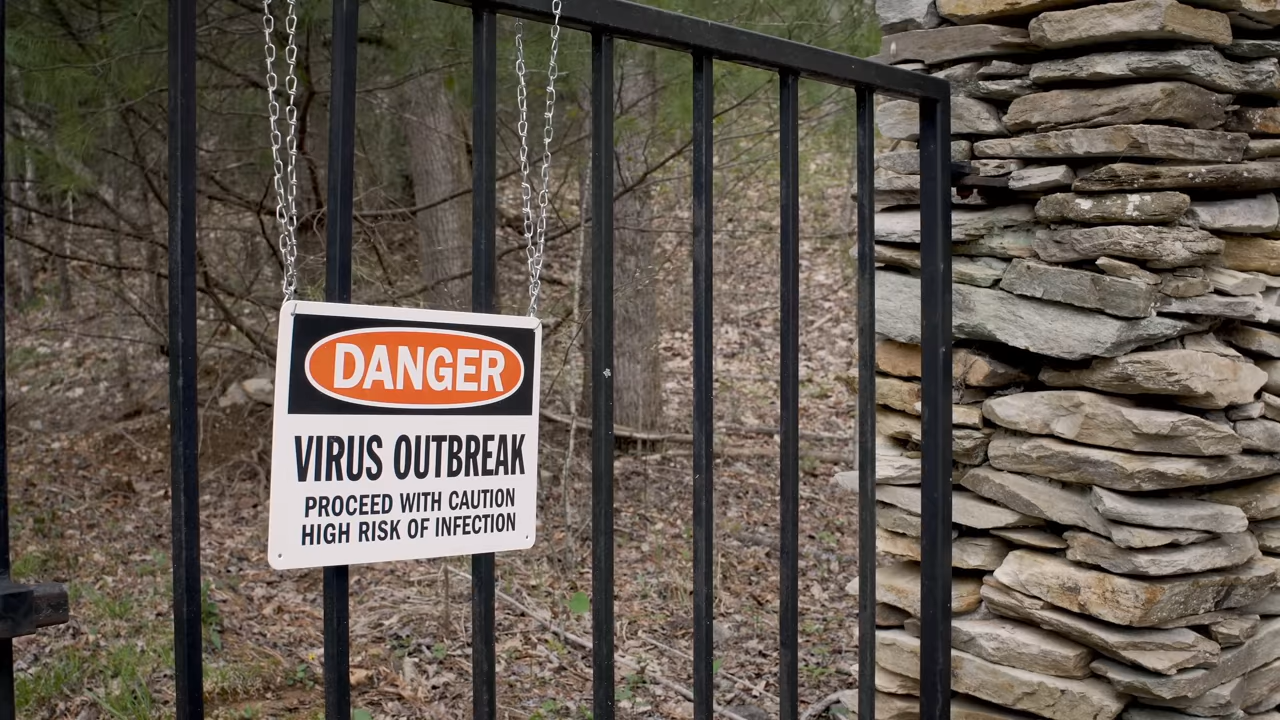 DANGER
VIRUS OUTBREAK
PROCEED WITH CAUTION
HIGH RISK OF INFECTION